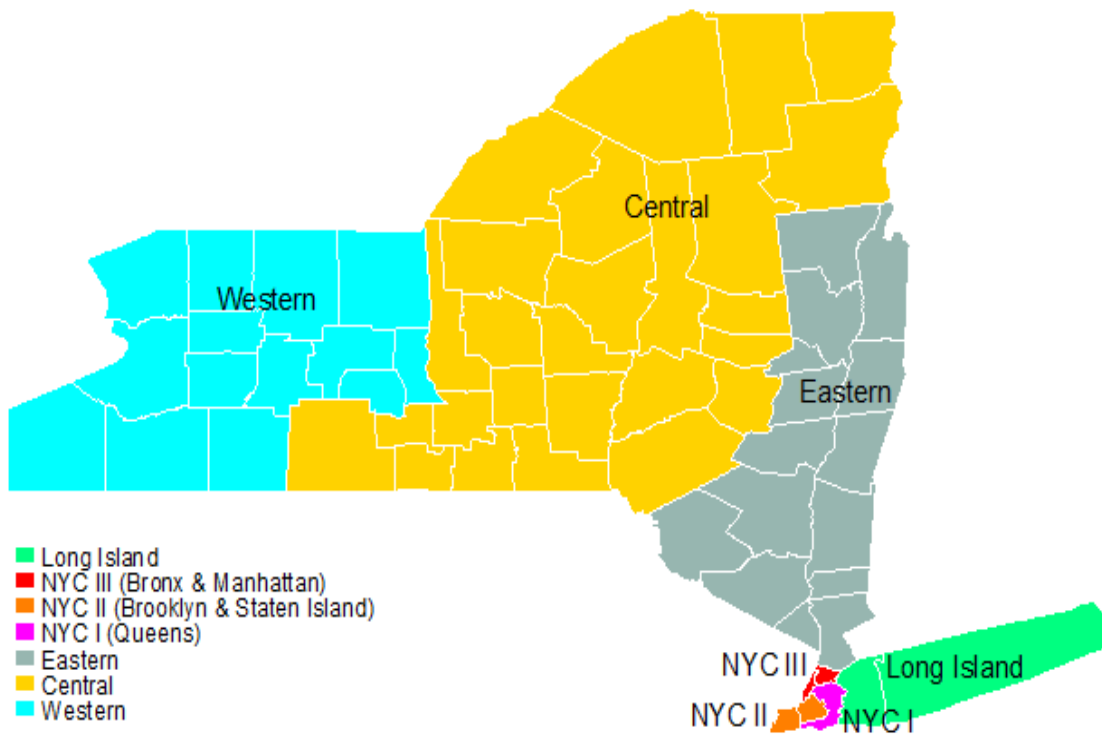 Central
Western
Eastern
Long Island
NYC III (Bronx & Manhattan)
NYC II (Brooklyn & Staten Island)
NYC I (Queens)
Eastern
Central
Western
NYC III
Long Island
NYC II
NYC I